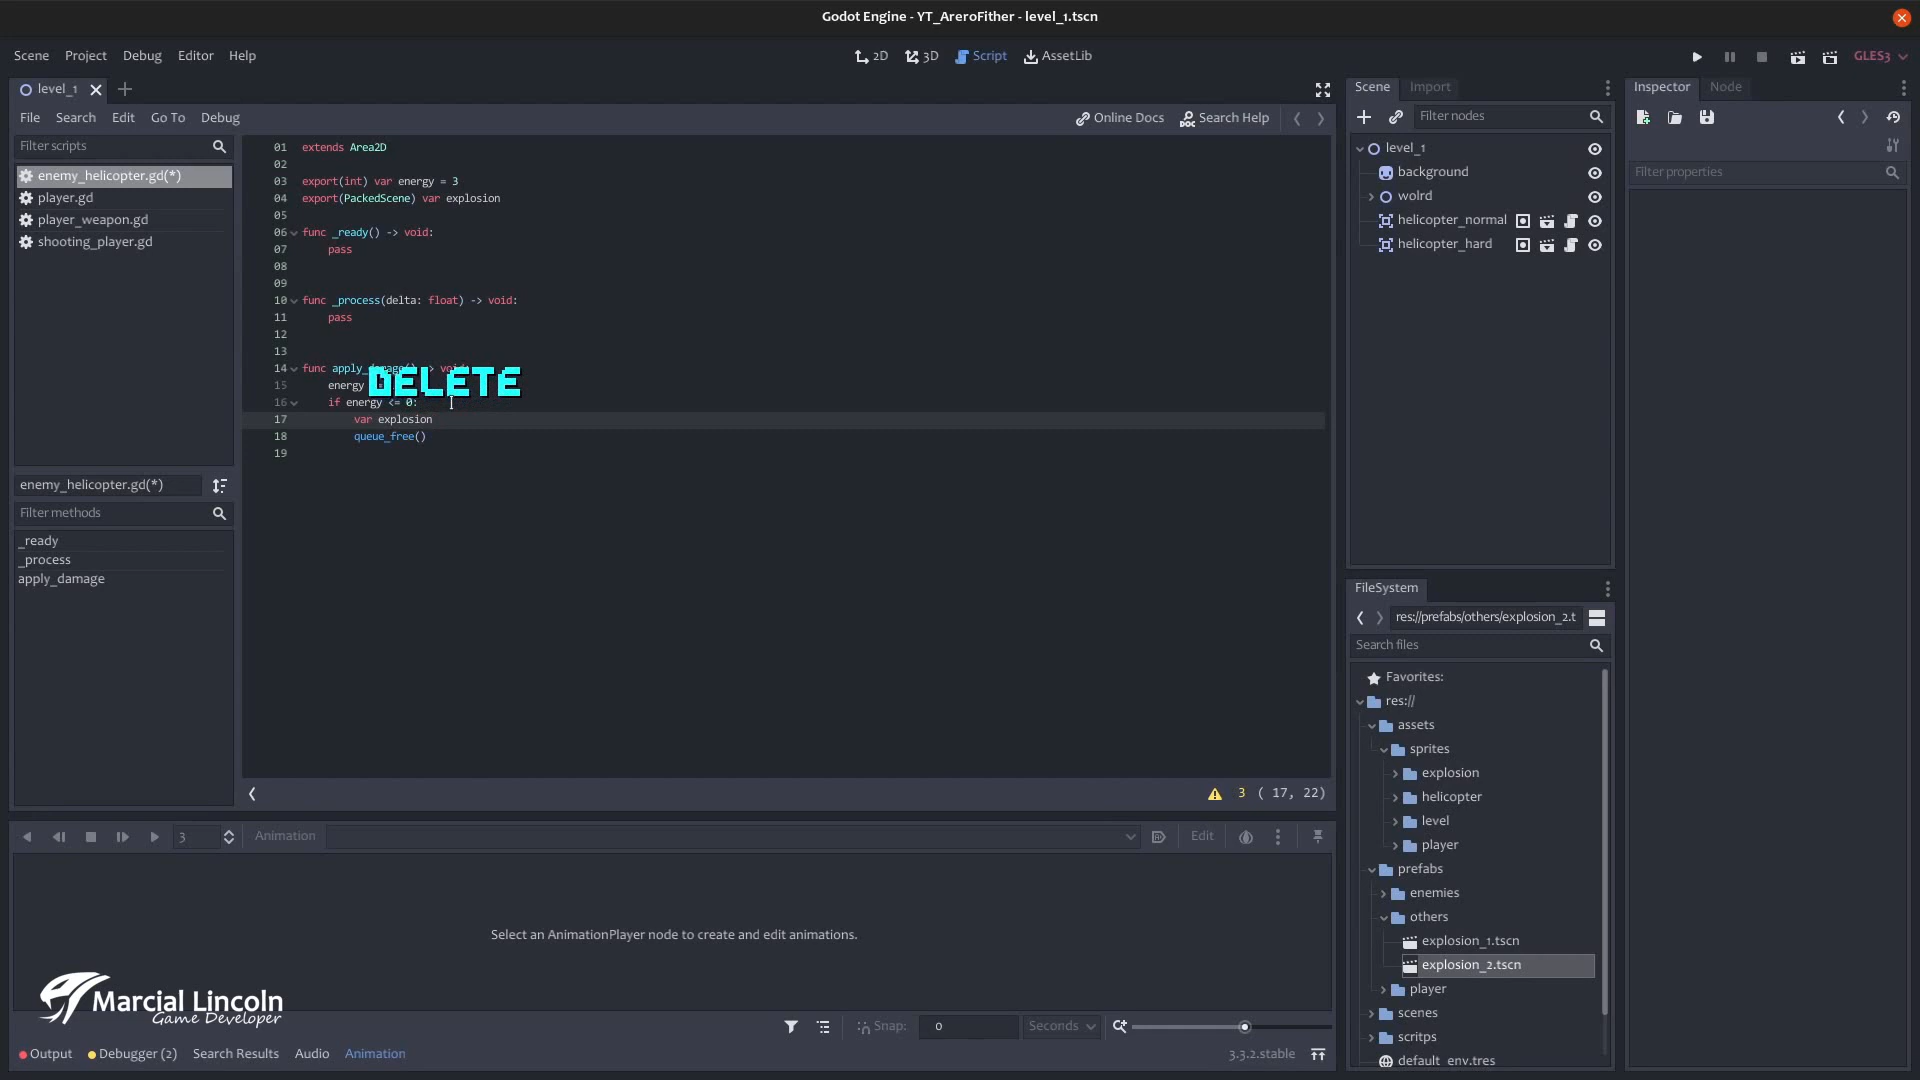 Godot Engine - YT_AreroFither - level_1.tscn
Scene Project Debug Editor Help
2D 3D Script AssetLib
GLES3
level_1
File Search Edit Go To Debug
Online Docs Search Help
Filter scripts
enemy_helicopter.gd(*)
player.gd
player_weapon.gd
shooting_player.gd
enemy_helicopter.gd(*)
Filter methods
_ready
_process
apply_damage
01 extends Area2D
02
03 export(int) var energy = 3
04 export(PackedScene) var explosion
05
06 func _ready() -> void:
07 pass
08
09
10 func _process(delta: float) -> void:
11 pass
12
13
14 func apply_damage() -> void:
15 energy
DELETE
16 if energy <= 0:
17 var explosion
18 queue_free()
19
3 ( 17, 22)
3 Animation Edit
Select an AnimationPlayer node to create and edit animations.
Marcial Lincoln
Game Developer
Snap: 0 Seconds
Output Debugger (2) Search Results Audio Animation
3.3.2.stable
Scene Import
Filter nodes
level_1
background
wolrd
helicopter_normal
helicopter_hard
FileSystem
res://prefabs/others/explosion_2.t
Search files
Favorites:
res://
assets
sprites
explosion
helicopter
level
player
prefabs
enemies
others
explosion_1.tscn
explosion_2.tscn
player
scenes
scritps
default_env.tres
Inspector Node
Filter properties